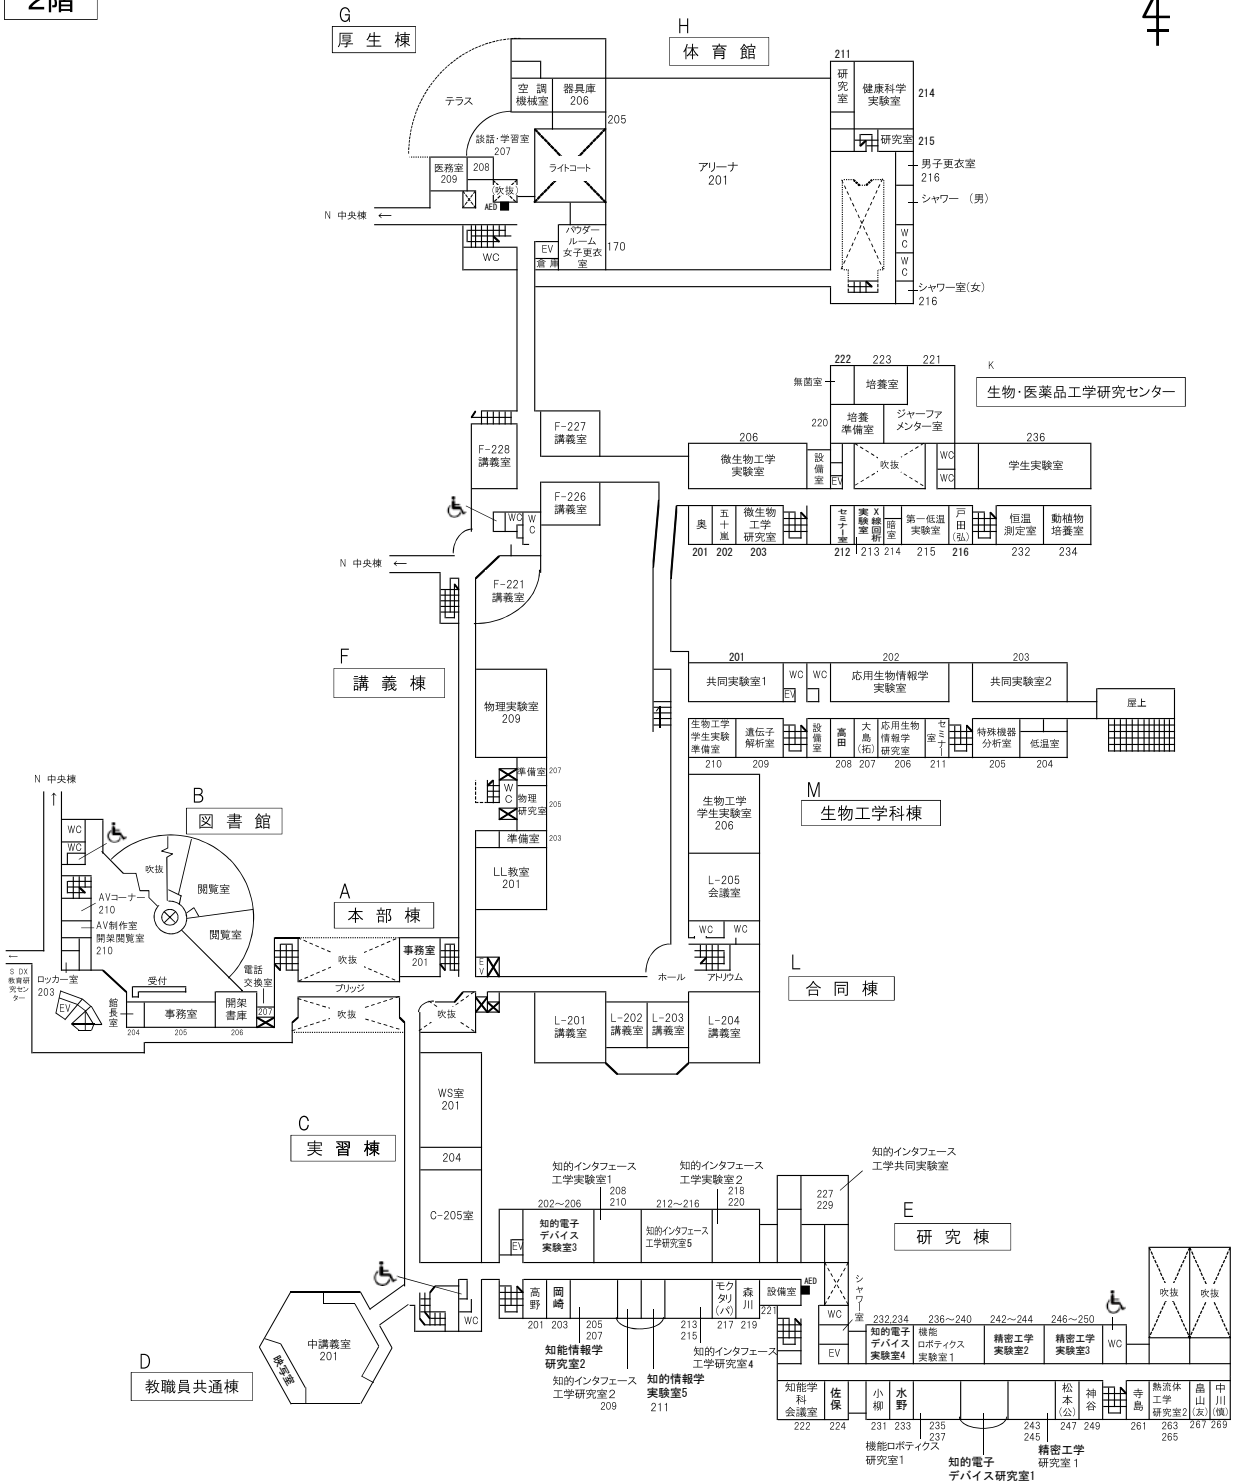 2階
G
厚生棟
H
体育館
テラス
空調
機械室
器具庫
206
205
談話・学習室
207
医務室
209
208
(吹抜)
ライトコート
AED
N 中央棟 ←
WC
EV
倉庫
パウダー
ルーム
女子更衣
室
170
アリーナ
201
211
研究室
健康科学
実験室
214
研究室
215
男子更衣室
216
シャワー (男)
WC
WC
シャワー室(女)
216
K
生物・医薬品工学研究センター
222
223
221
無菌室
培養室
220
培養
準備室
ジャーファ
メンター室
206
微生物工学
実験室
設備室
EV
吹抜
WC
WC
236
学生実験室
奥
201
五十嵐
202
微生物
工学
研究室
203
セミナー室
212
X線回析
実験室
213
暗室
214
第一低温
実験室
215
戸田(弘)
216
恒温
測定室
232
動植物
培養室
234
F-227
講義室
F-228
講義室
F-226
講義室
WC
WC
N 中央棟 ←
F-221
講義室
F
講義棟
物理実験室
209
準備室
207
WC
物理
研究室
205
準備室
203
LL教室
201
201
共同実験室1
WC
EV
WC
202
応用生物情報学
実験室
203
共同実験室2
屋上
生物工学
学生実験
準備室
210
遺伝子
解析室
209
設備室
高田
208
大島(拓)
207
応用生物
情報学
研究室
206
セミナー室
211
特殊機器
分析室
205
低温室
204
M
生物工学科棟
生物工学
学生実験室
206
L-205
会議室
WC
WC
ホール
アトリウム
L
合同棟
L-201
講義室
L-202
講義室
L-203
講義室
L-204
講義室
N 中央棟
↑
B
図書館
WC
WC
吹抜
閲覧室
閲覧室
AVコーナー
210
AV制作室
開架閲覧室
210
←
S DX
教育研
究セン
ター
ロッカー室
203
EV
受付
館長室
204
事務室
205
開架
書庫
206
電話
交換室
207
A
本部棟
吹抜
事務室
201
EV
ブリッジ
吹抜
吹抜
WS室
201
C
実習棟
204
C-205室
WC
D
教職員共通棟
中講義室
201
映写室
知的インタフェース
工学実験室1
208
210
知的インタフェース
工学実験室2
218
220
202～206
知的電子
デバイス
実験室3
EV
212～216
知的インタフェース
工学研究室5
知的インタフェース
工学共同実験室
227
229
E
研究棟
高野
201
岡崎
203
205
207
知能情報学
研究室2
知的インタフェース
工学研究室2
209
知的情報学
実験室5
211
213
215
知的インタフェース
工学研究室4
モクタリ(パ)
217
森川
219
設備室
221
AED
シャワー室
WC
EV
232,234
知的電子
デバイス
実験室4
236～240
機能
ロボティクス
実験室1
242～244
精密工学
実験室2
246～250
精密工学
実験室3
WC
吹抜
吹抜
知能学
科
会議室
222
佐保
224
小柳
231
水野
233
235
237
機能ロボティクス
研究室1
知的電子
デバイス研究室1
243
245
精密工学
研究室1
松本(公)
247
神谷
249
寺島
261
熱流体
工学
研究室2
263
265
畠山(友)
267
中川(慎)
269